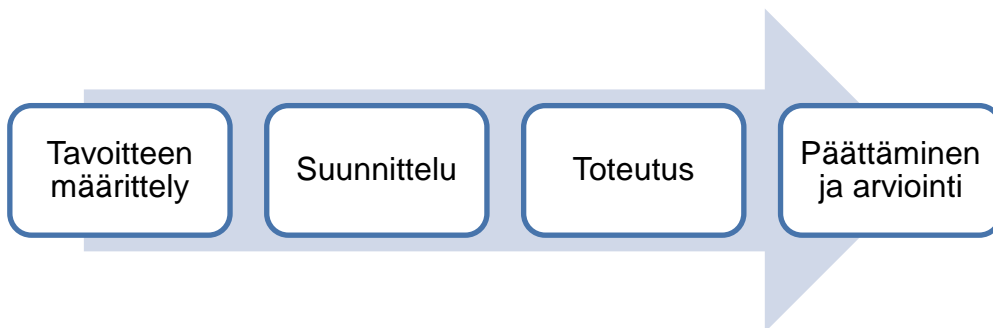 Tavoitteen
määrittely
Suunnittelu
Toteutus
Päättäminen
ja arviointi